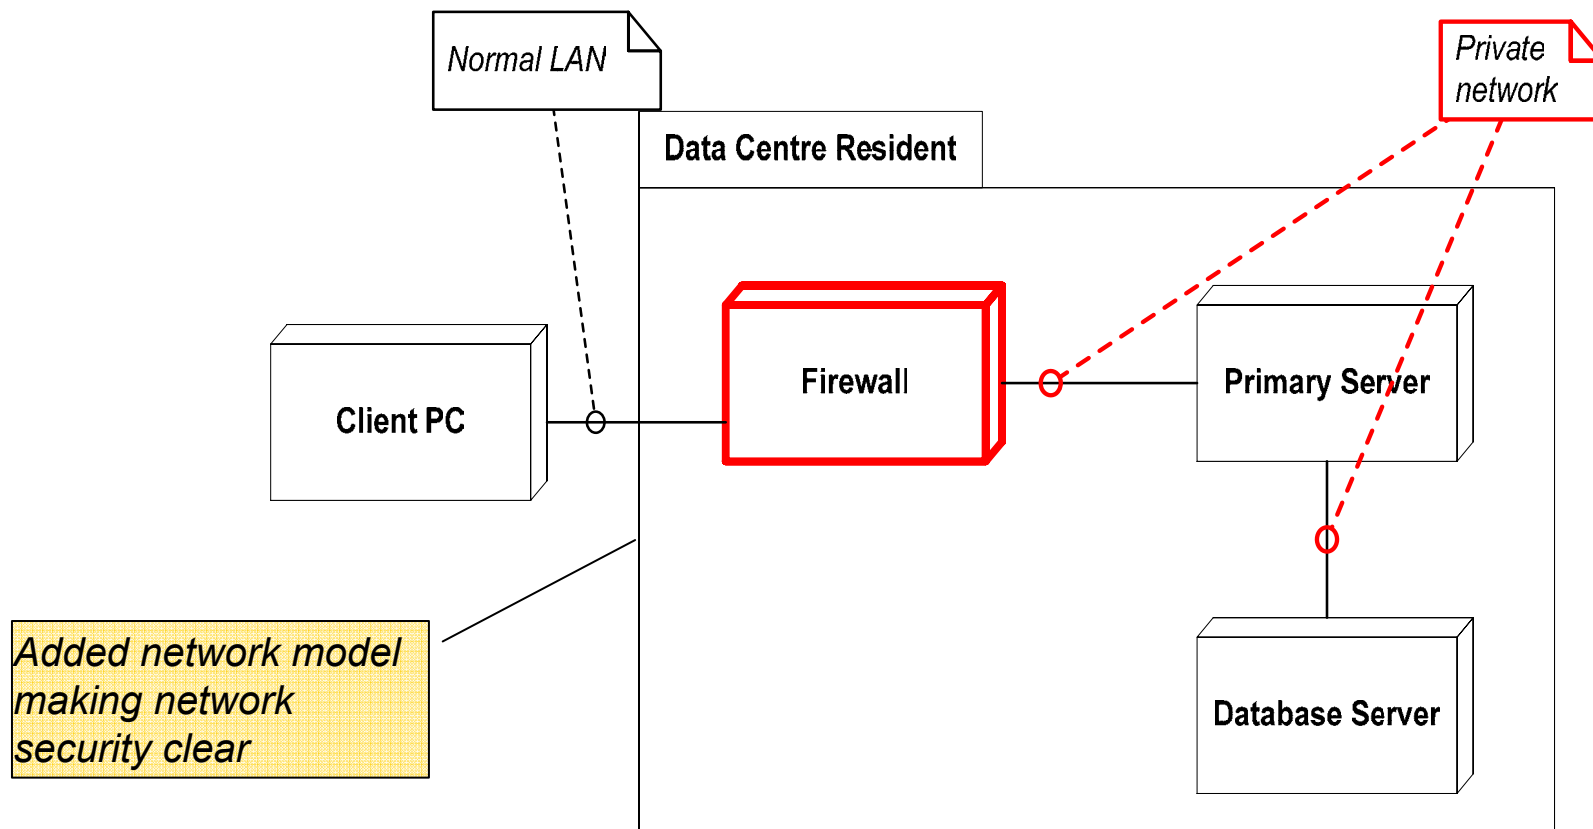 Normal LAN
Private
network
Data Centre Resident
Firewall
Primary Server
Client PC
Added network model
making network
security clear
Database Server